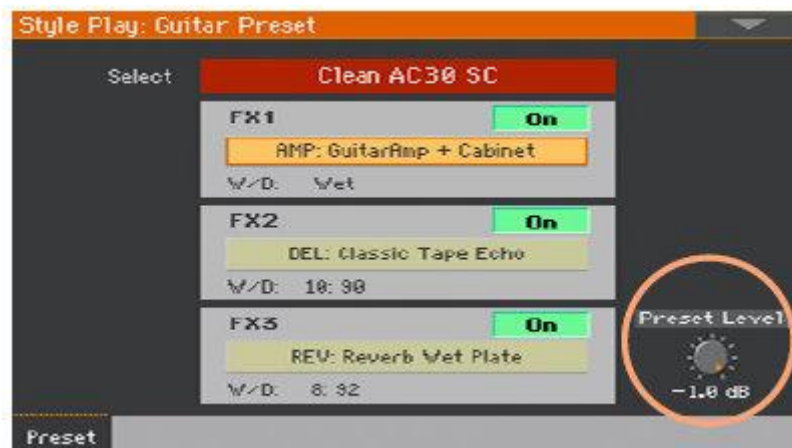 Style Play: Guitar Preset
Select
Clean AC30 SC
FX1
On
AMP: GuitarAmp + Cabinet
W/D: Wet
FX2
On
DEL: Classic Tape Echo
W/D: 10: 90
FX3
On
REV: Reverb Wet Plate
W/D: 8: 92
Preset Level
-1.0 dB
Preset